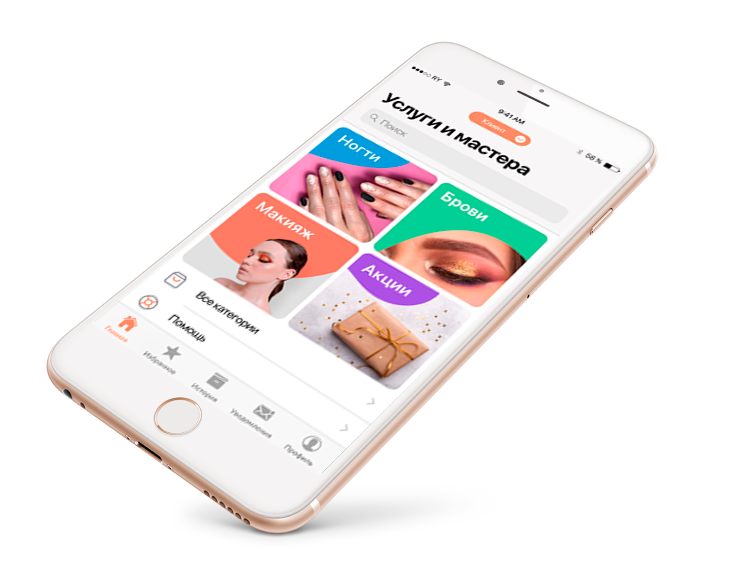 RY
9:41 AM
58 %
Клиент
Услуги и мастера
Поиск
Ногти
Брови
Макияж
Акции
Все категории
Помощь
Главная
Избранное
История
Уведомления
Профиль